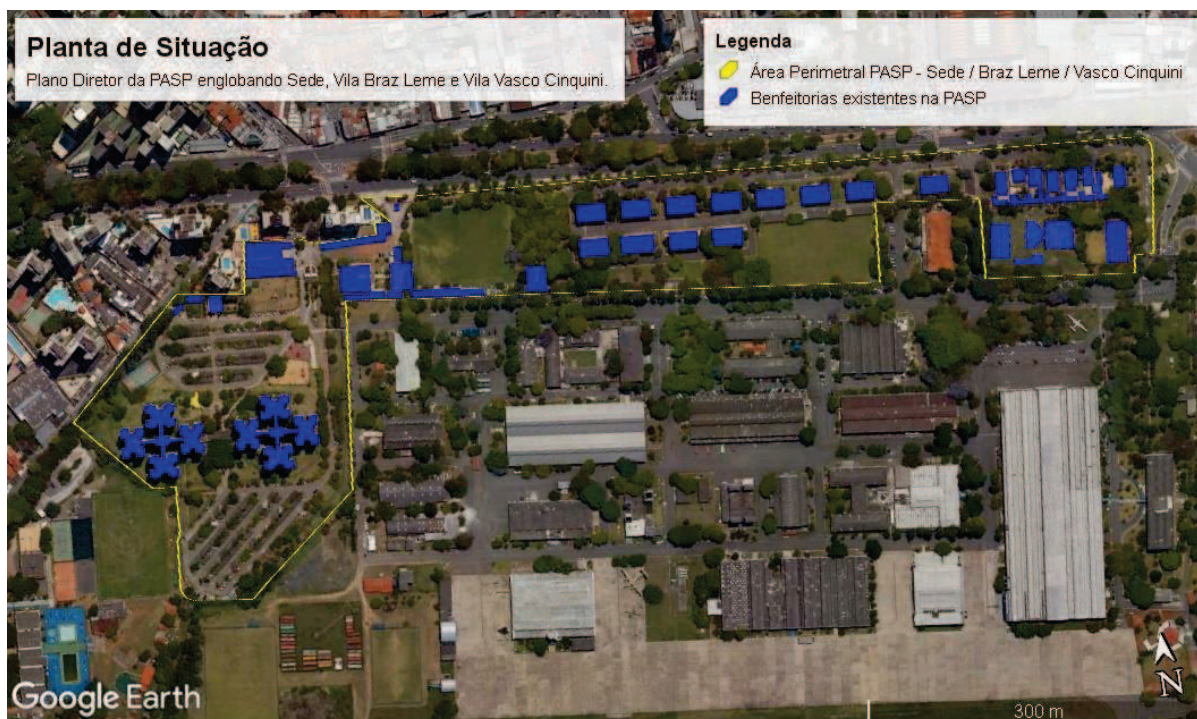 Planta de Situação
Plano Diretor da PASP englobando Sede, Vila Braz Leme e Vila Vasco Cinquini.
Legenda
Área Perimetral PASP - Sede / Braz Leme / Vasco Cinquini
Benfeitorias existentes na PASP
Google Earth
N
300 m